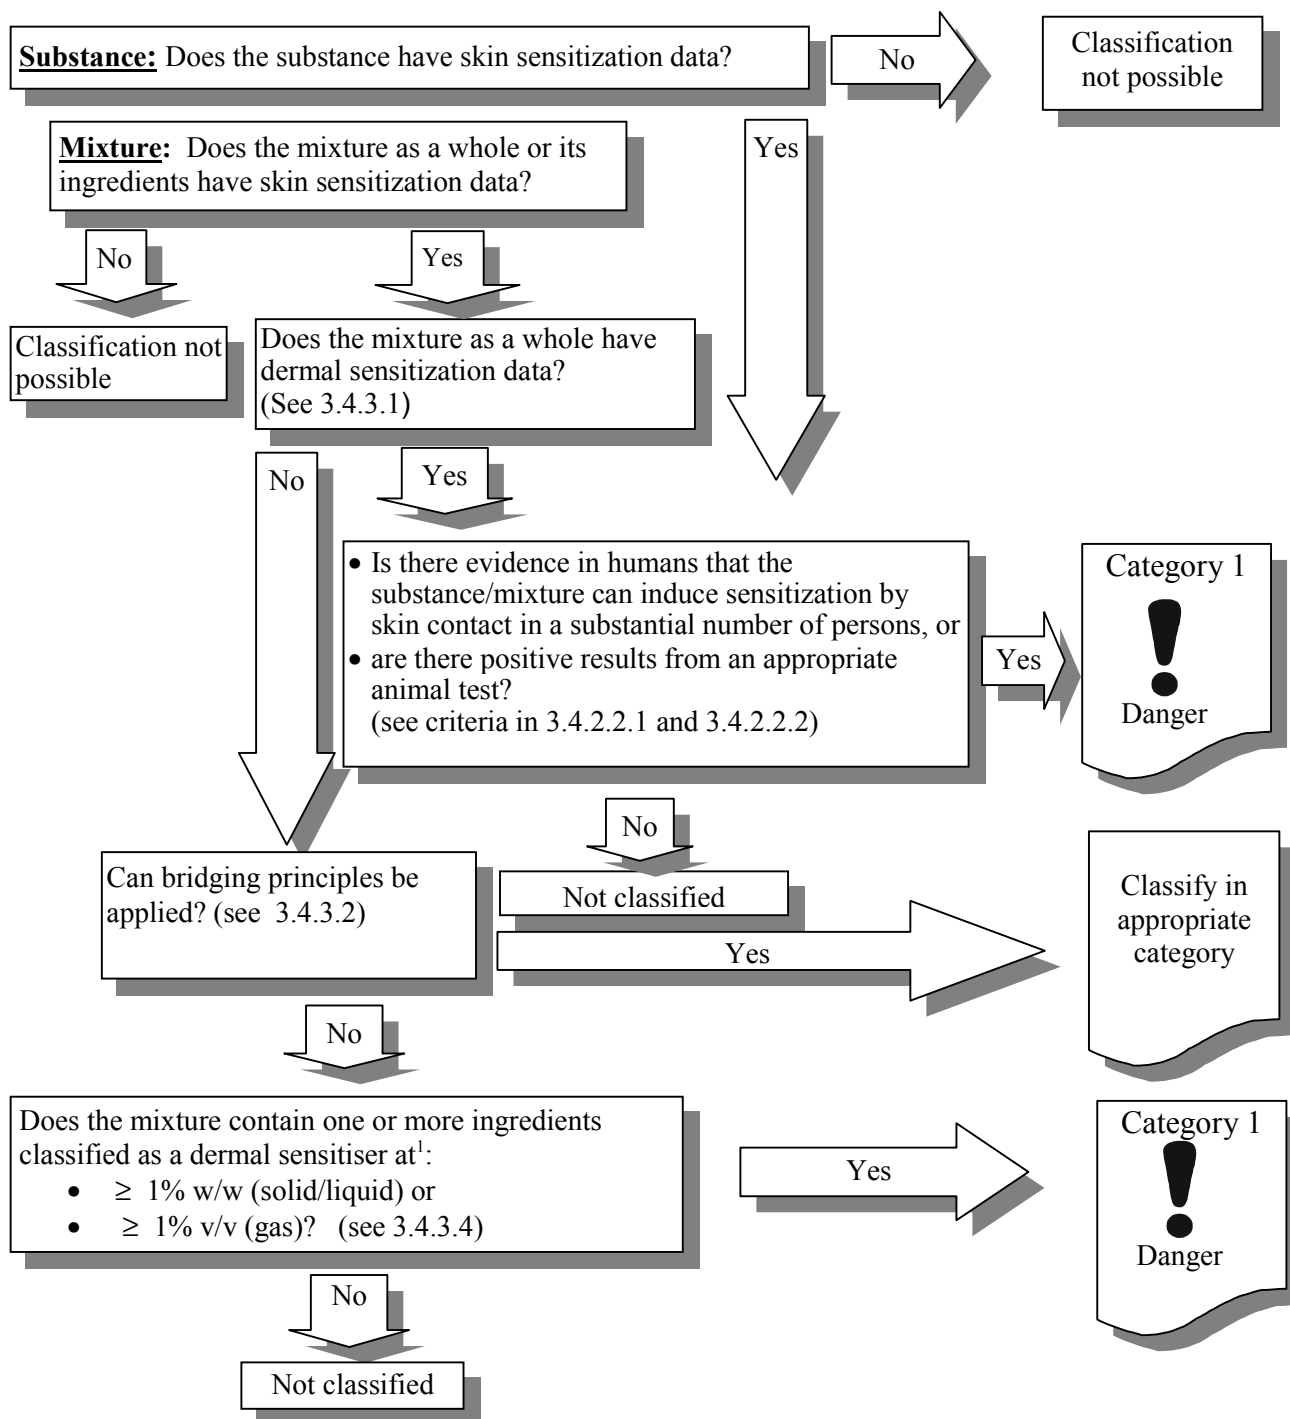 Substance: Does the substance have skin sensitization data?
No
Classification
not possible
Mixture: Does the mixture as a whole or its
ingredients have skin sensitization data?
Yes
No
Yes
Classification not
possible
Does the mixture as a whole have
dermal sensitization data?
(See 3.4.3.1)
No
Yes
• Is there evidence in humans that the
substance/mixture can induce sensitization by
skin contact in a substantial number of persons, or
• are there positive results from an appropriate
animal test?
(see criteria in 3.4.2.2.1 and 3.4.2.2.2)
Yes
Category 1
!
Danger
No
Not classified
Can bridging principles be
applied? (see 3.4.3.2)
Yes
Classify in
appropriate
category
No
Does the mixture contain one or more ingredients
classified as a dermal sensitiser at¹:
• ≥ 1% w/w (solid/liquid) or
• ≥ 1% v/v (gas)? (see 3.4.3.4)
Yes
Category 1
!
Danger
No
Not classified